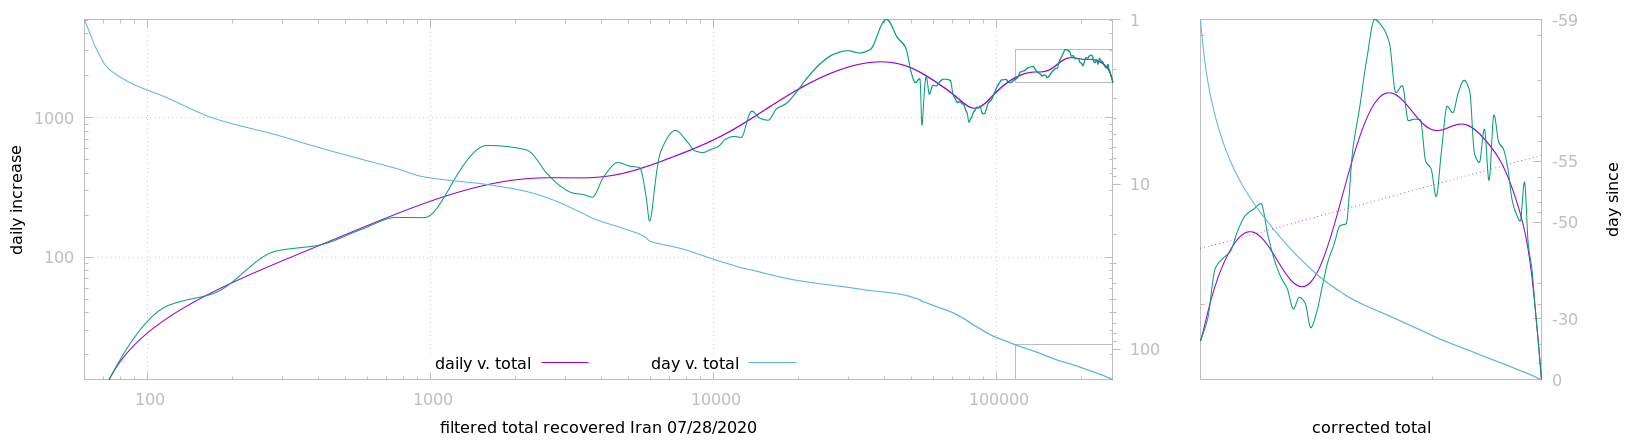 daily increase
1000
100
daily v. total
day v. total
100
1000
10000
100000
filtered total recovered Iran 07/28/2020
1
10
100
corrected total
-59
-55
-50
-30
0
day since